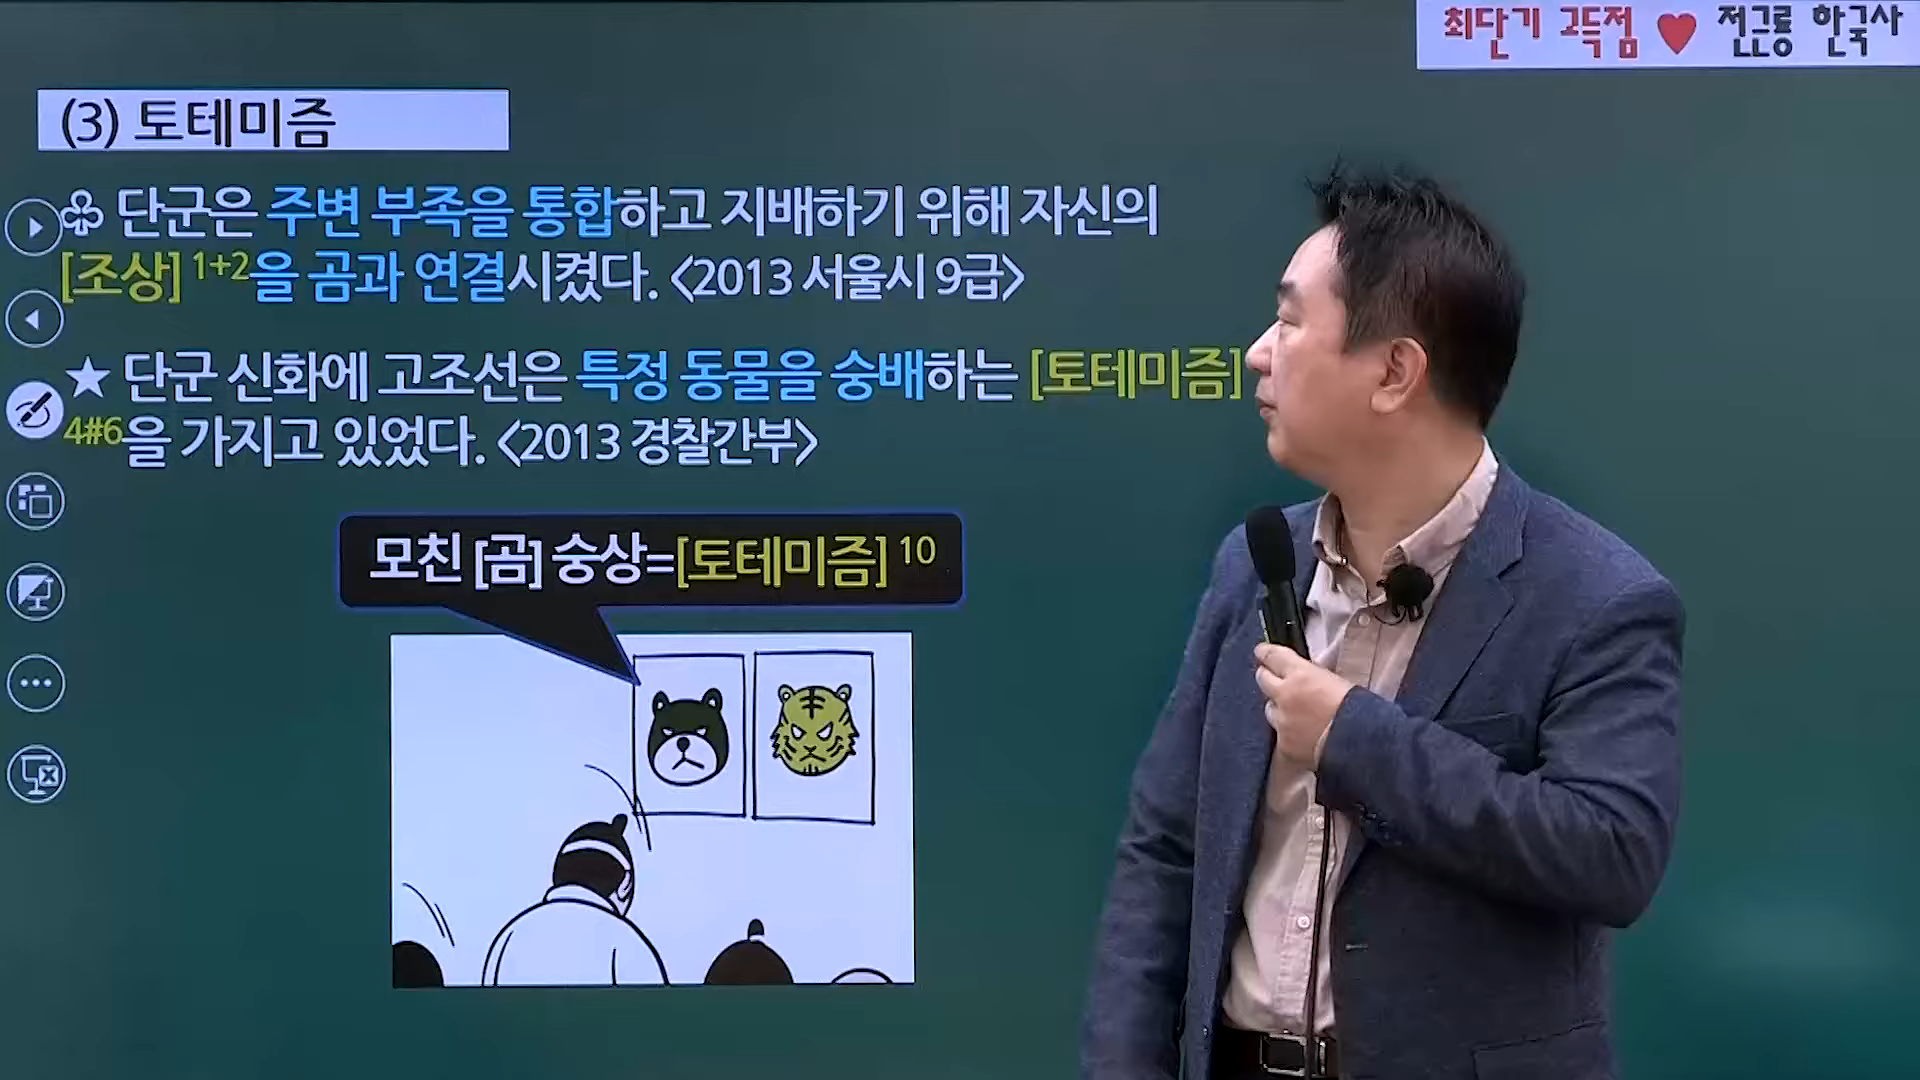 최단기 고득점 ♥ 전근룡 한국사
(3) 토테미즘
♧ 단군은 주변 부족을 통합하고 지배하기 위해 자신의
[조상] 1+2을 곰과 연결시켰다. <2013 서울시 9급>
★ 단군 신화에 고조선은 특정 동물을 숭배하는 [토테미즘]
4#6을 가지고 있었다. <2013 경찰간부>
모친 [곰] 숭상=[토테미즘] 10